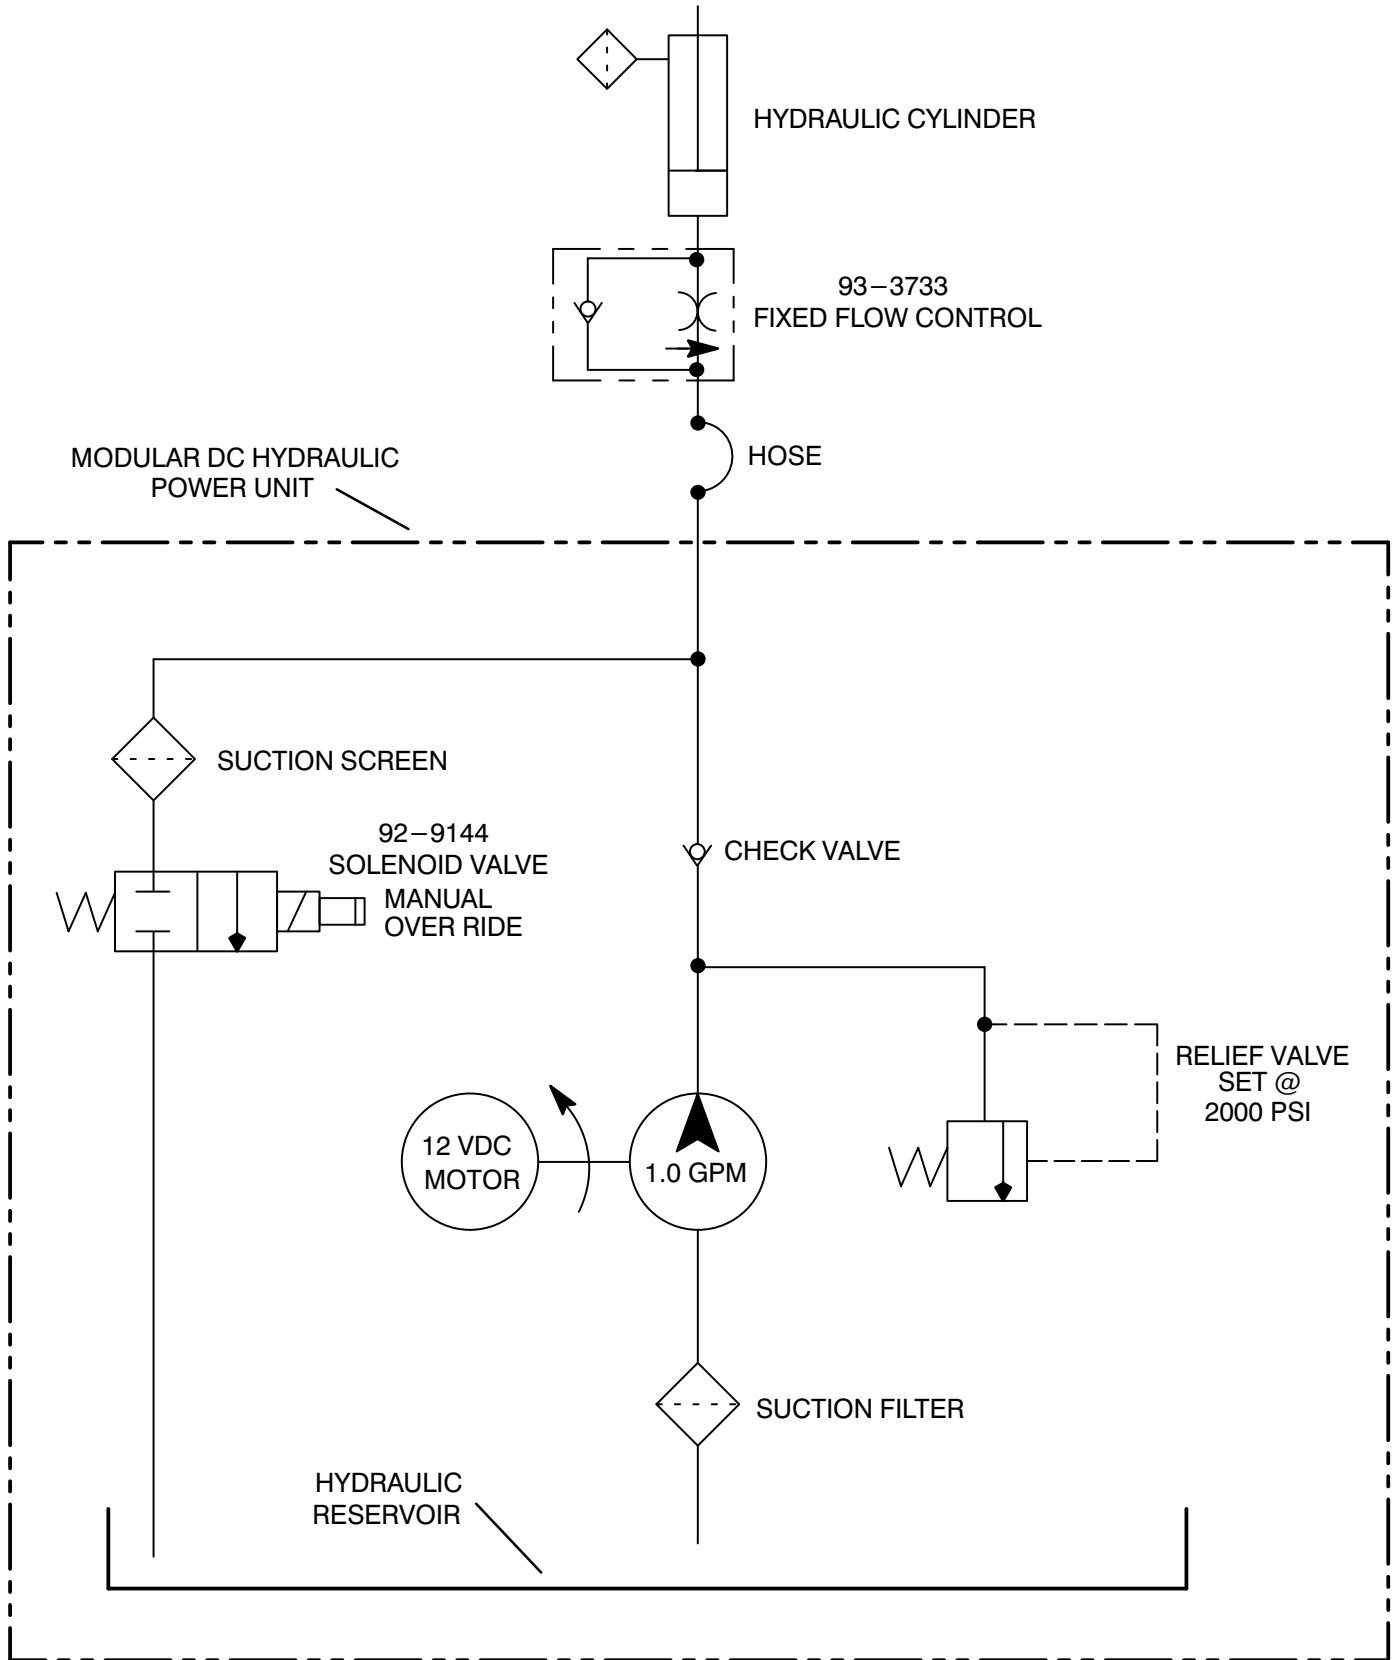 HYDRAULIC CYLINDER
93–3733
FIXED FLOW CONTROL
HOSE
MODULAR DC HYDRAULIC
POWER UNIT
SUCTION SCREEN
92–9144
SOLENOID VALVE
MANUAL
OVER RIDE
CHECK VALVE
RELIEF VALVE
SET @
2000 PSI
12 VDC
MOTOR
1.0 GPM
SUCTION FILTER
HYDRAULIC
RESERVOIR